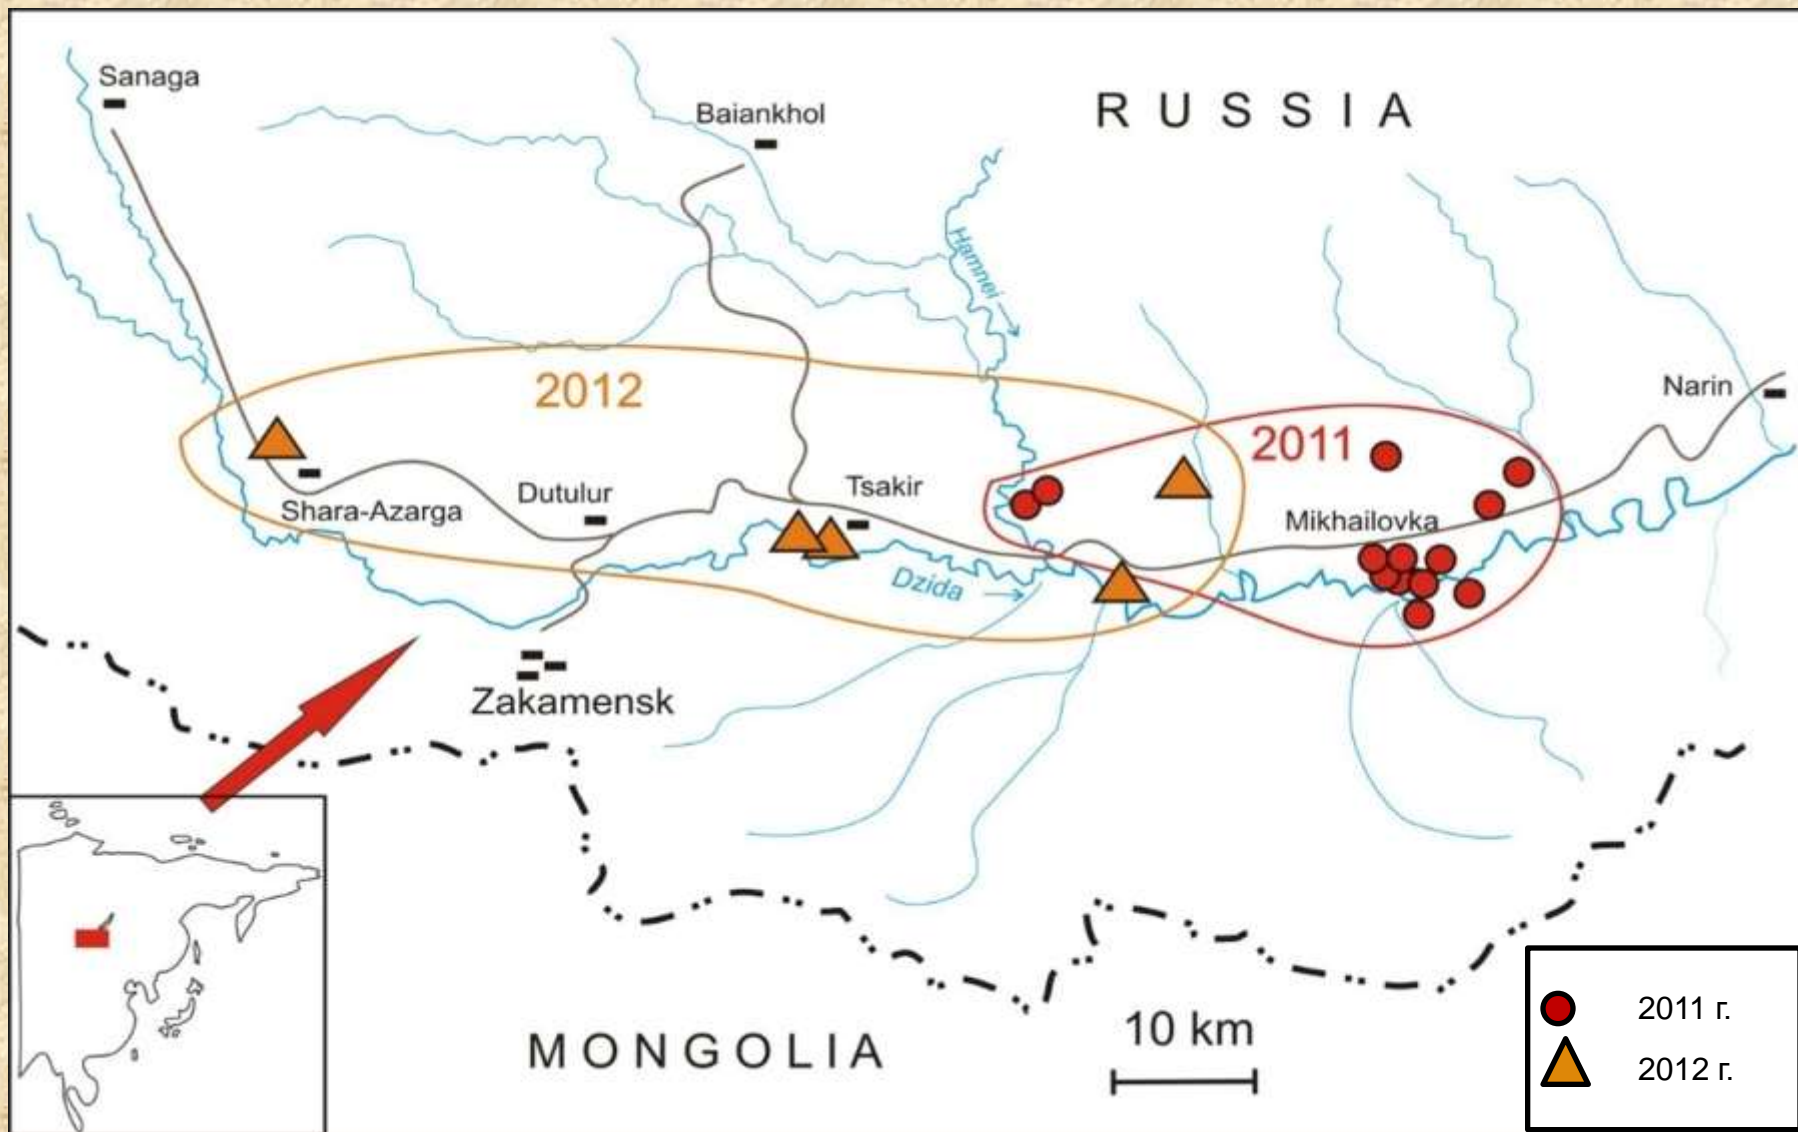 Sanaga
Baiankhol
RUSSIA
Hamnei
2012
Narin
2011
Shara-Azarga
Dutulur
Tsakir
Mikhailovka
Dzida
Zakamensk
MONGOLIA
10 km
2011 г.
2012 г.